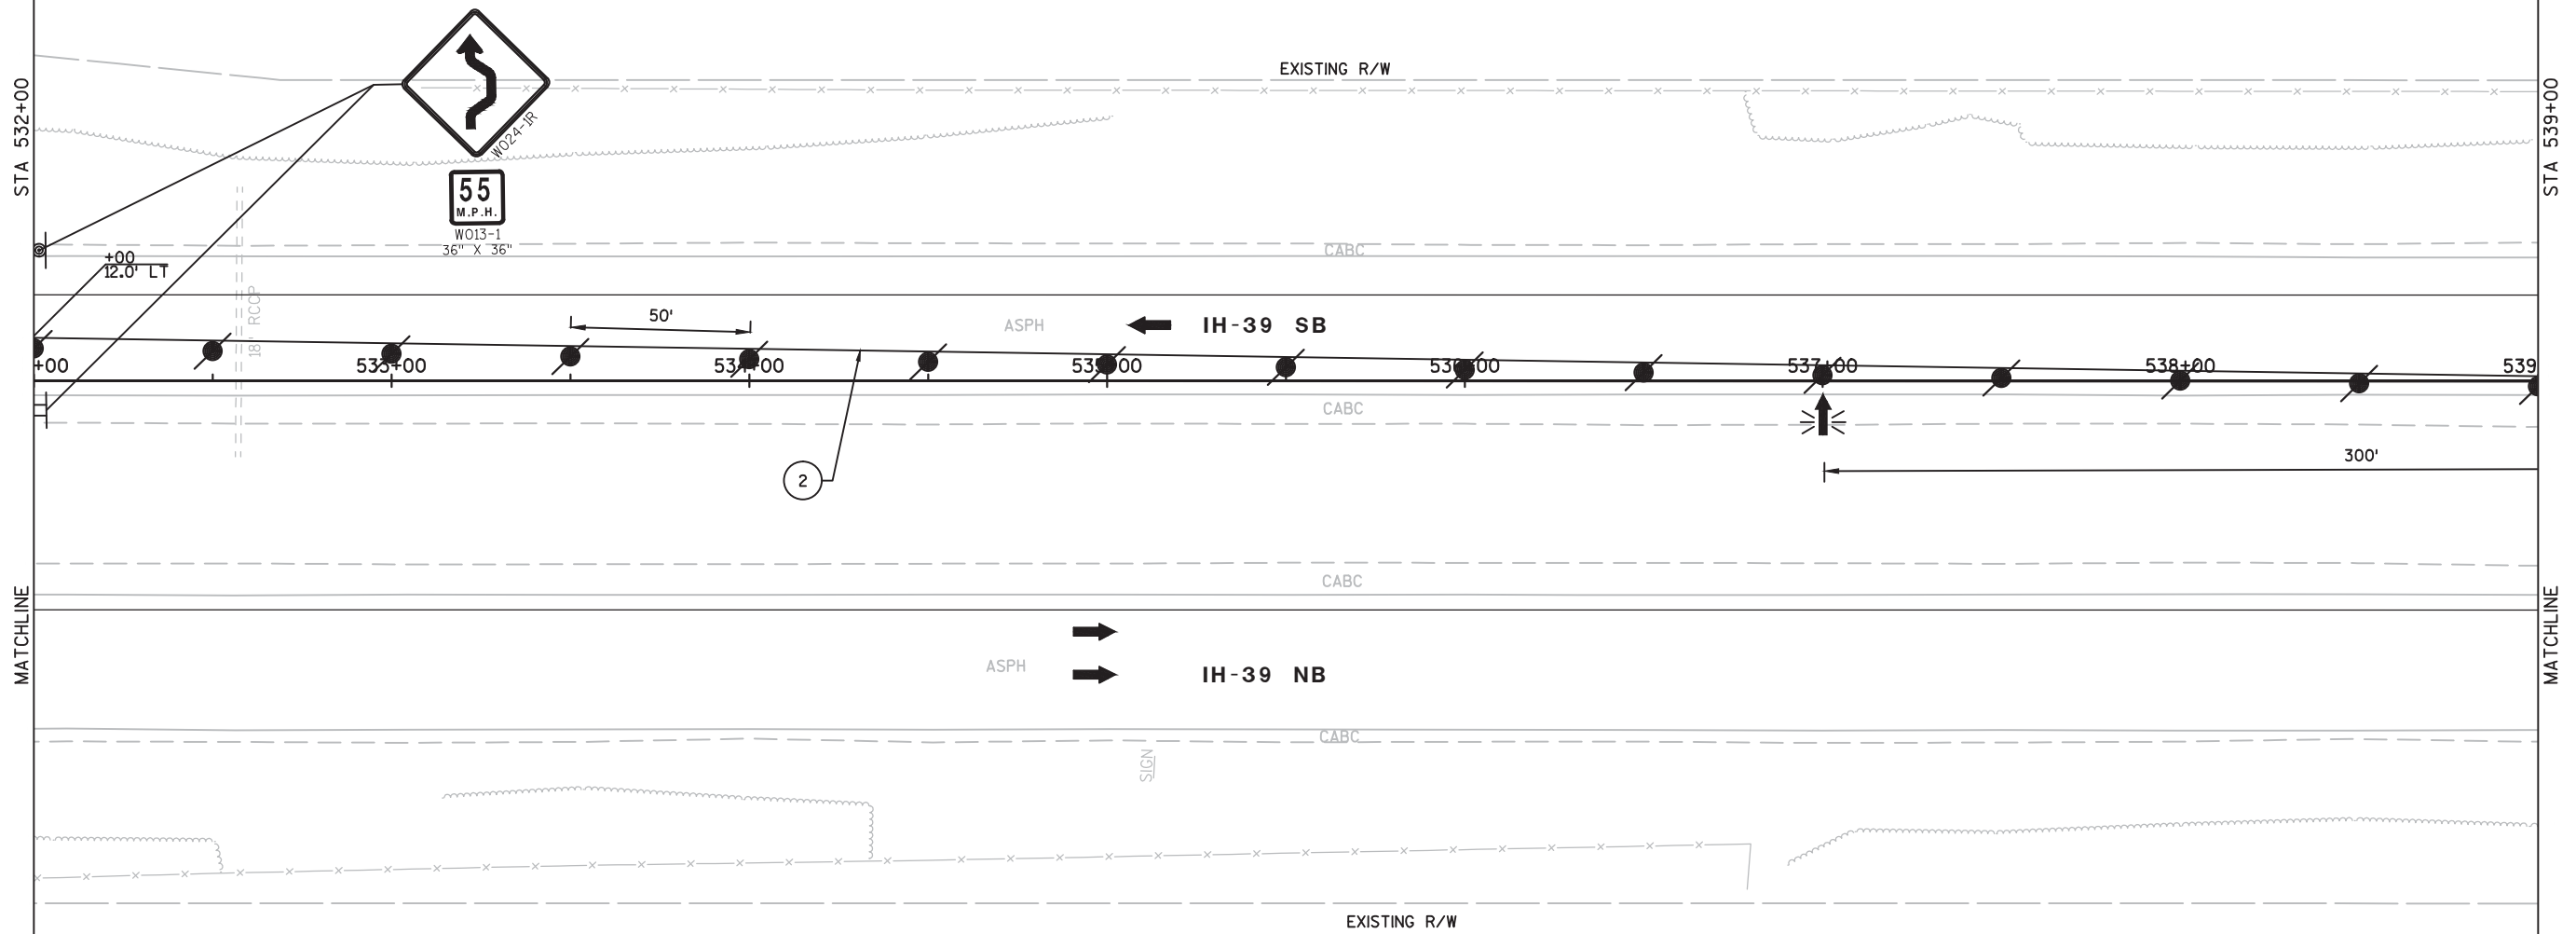 EXISTING R/W
STA 532+00
STA 539+00
WO24-1R
55
M.P.H.
WO13-1
36" X 36"
CABC
+00
12.0' LT
18" RCCP
50'
ASPH
IH-39 SB
+00
533+00
534+00
535+00
536+00
537+00
538+00
539
CABC
300'
2
CABC
MATCHLINE
MATCHLINE
ASPH
IH-39 NB
CABC
SIGN
EXISTING R/W